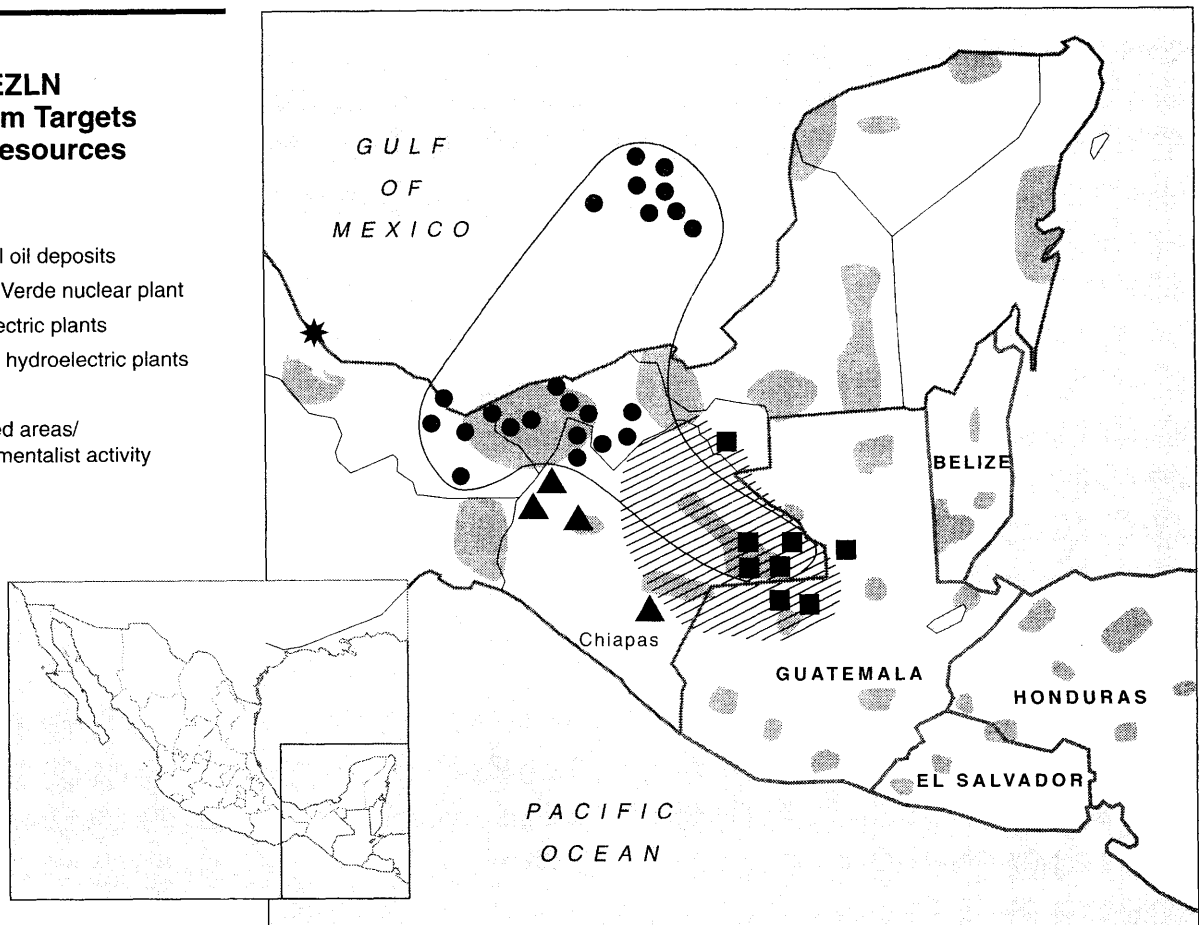 EZLN
m Targets
esources
l oil deposits
Verde nuclear plant
ectric plants
hydroelectric plants
ed areas/
mentalist activity
GULF
OF
MEXICO
BELIZE
Chiapas
GUATEMALA
HONDURAS
EL SALVADOR
PACIFIC
OCEAN